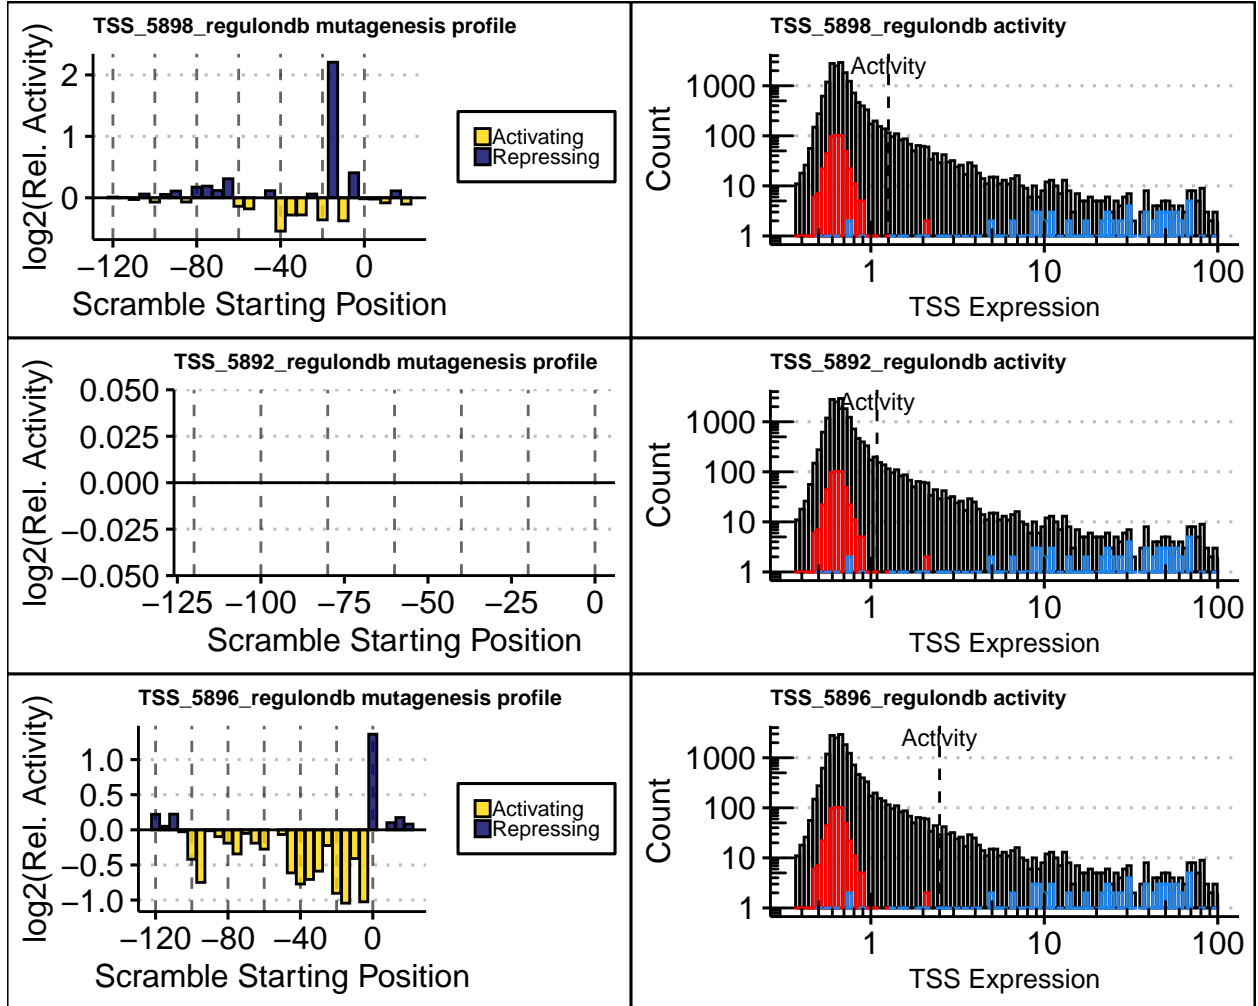 TSS_5898_regulondb mutagenesis profile
log2(Rel. Activity)
2
1
0
−120
−80
−40
0
Scramble Starting Position
Activating
Repressing
TSS_5898_regulondb activity
Activity
Count
1000
100
10
1
1
10
100
TSS Expression
TSS_5892_regulondb mutagenesis profile
log2(Rel. Activity)
0.050
0.025
0.000
−0.025
−0.050
−125
−100
−75
−50
−25
0
Scramble Starting Position
TSS_5892_regulondb activity
Activity
Count
1000
100
10
1
1
10
100
TSS Expression
TSS_5896_regulondb mutagenesis profile
log2(Rel. Activity)
1.0
0.5
0.0
−0.5
−1.0
−120
−80
−40
0
Scramble Starting Position
Activating
Repressing
TSS_5896_regulondb activity
Activity
Count
1000
100
10
1
1
10
100
TSS Expression